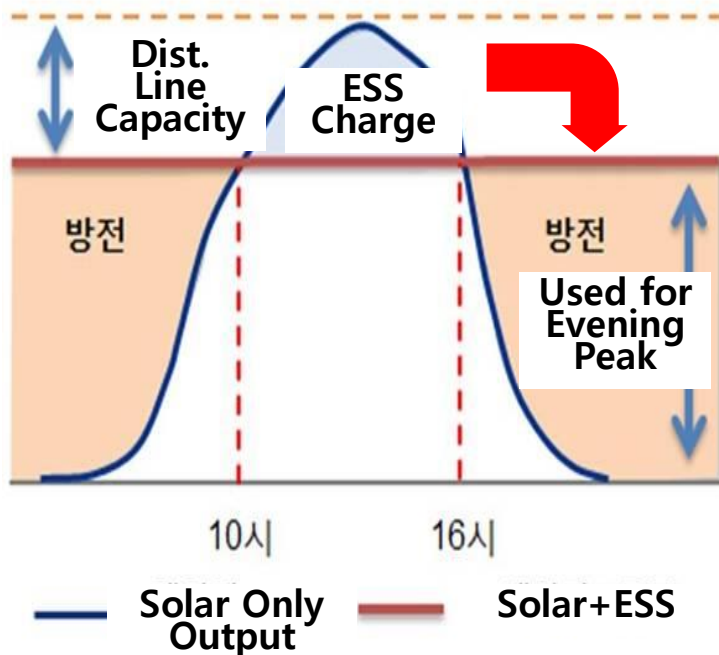 Dist.
Line
Capacity
ESS
Charge
방전
방전
Used for
Evening
Peak
10시
16시
Solar Only
Output
Solar+ESS